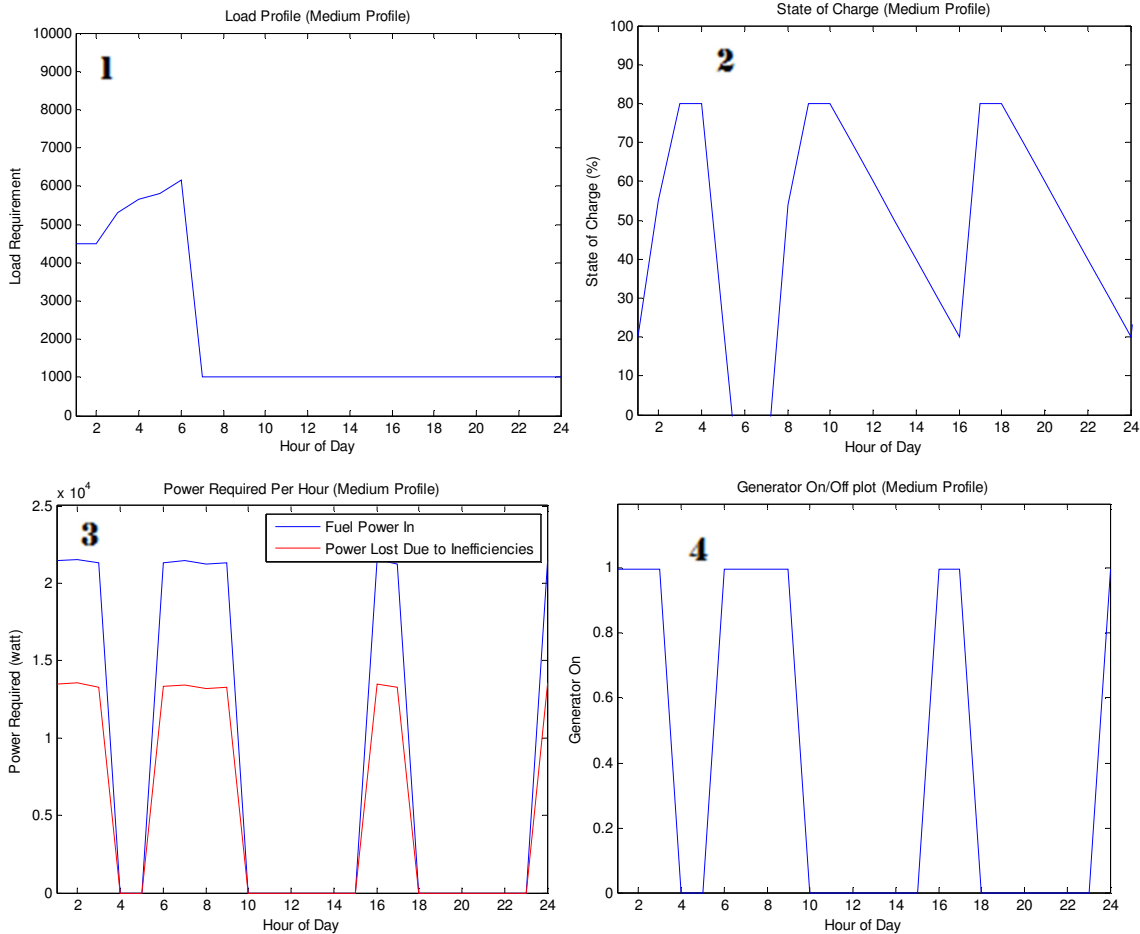 Load Profile (Medium Profile)
10000
9000
8000
7000
6000
5000
4000
3000
2000
1000
0
Load Requirement
1
2 4 6 8 10 12 14 16 18 20 22 24
Hour of Day
State of Charge (Medium Profile)
100
90
80
70
60
50
40
30
20
10
0
State of Charge (%)
2
2 4 6 8 10 12 14 16 18 20 22 24
Hour of Day
Power Required Per Hour (Medium Profile)
x 10^4
2.5
2
1.5
1
0.5
0
Power Required (watt)
3
Fuel Power In
Power Lost Due to Inefficiencies
2 4 6 8 10 12 14 16 18 20 22 24
Hour of Day
Generator On/Off plot (Medium Profile)
1
0.8
0.6
0.4
0.2
0
Generator On
4
2 4 6 8 10 12 14 16 18 20 22 24
Hour of Day